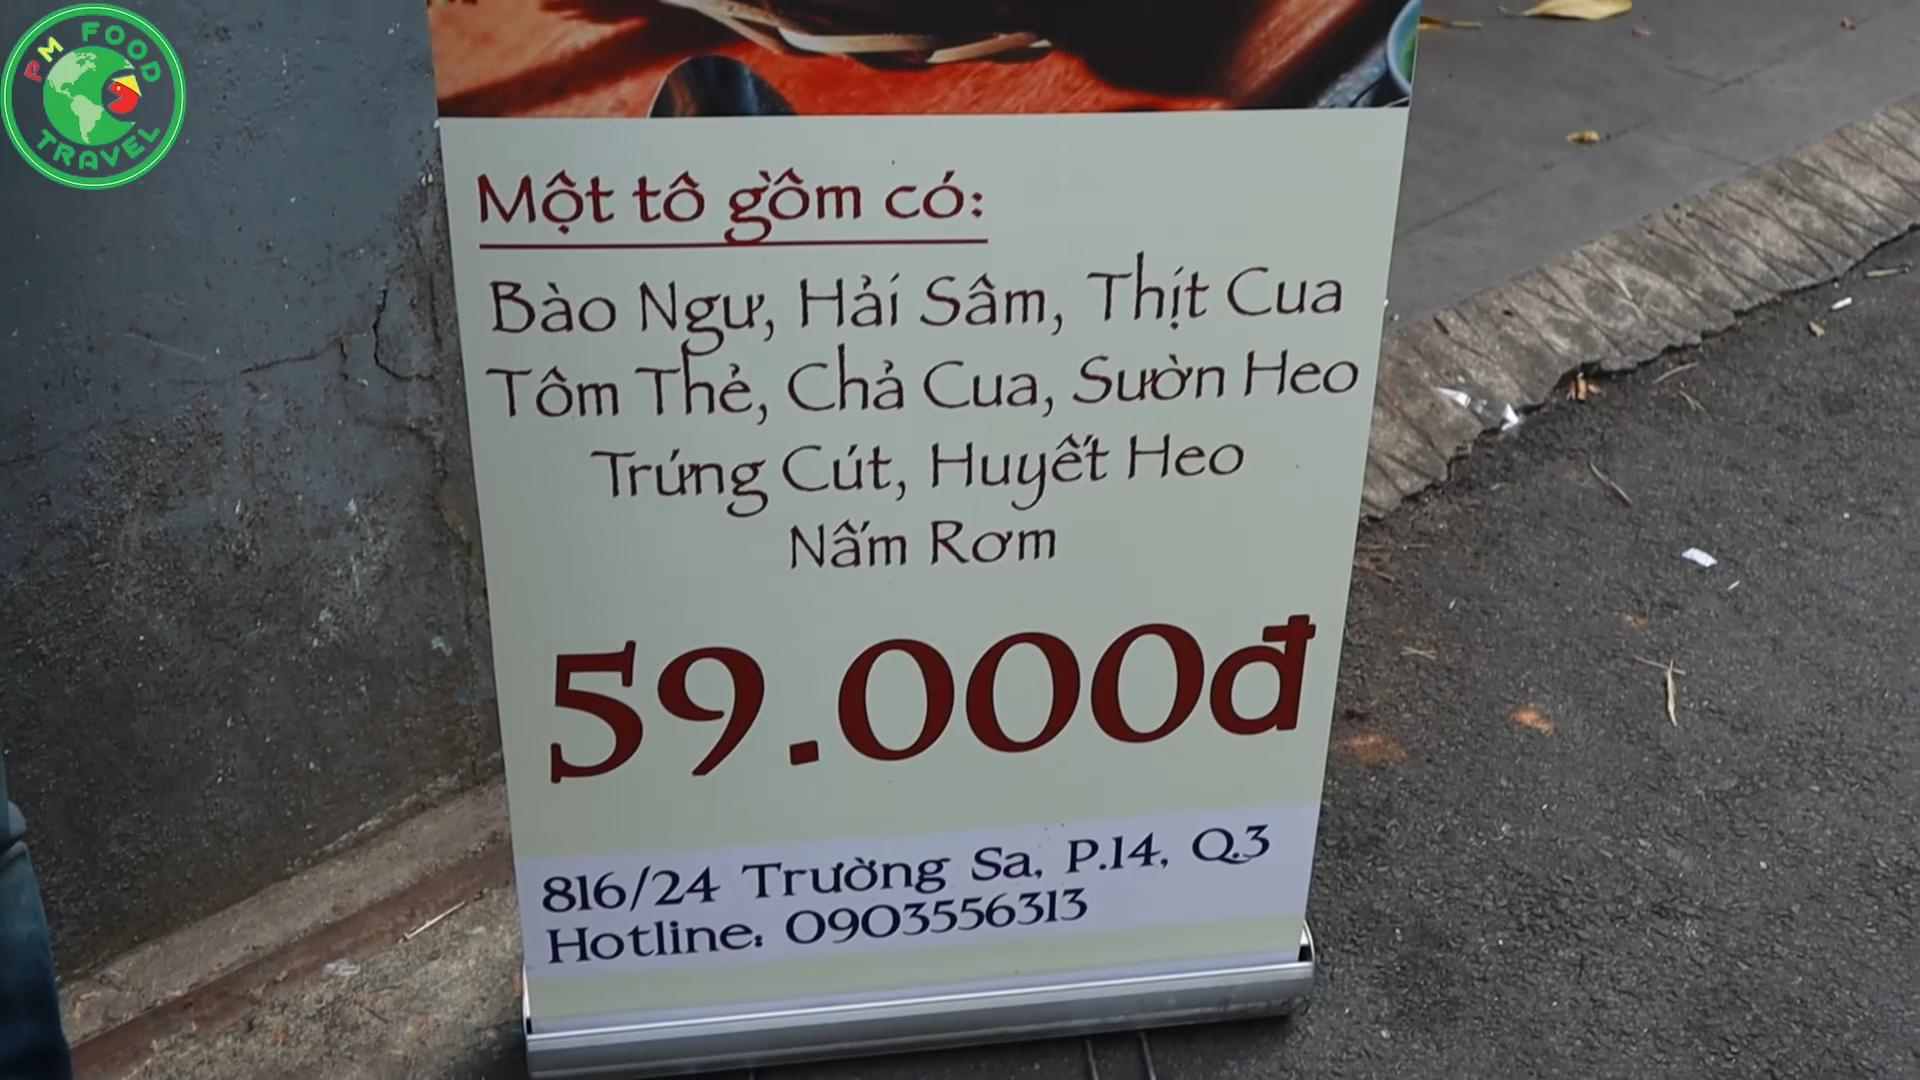 PM FOOD
TRAVEL
Một tô gồm có:
Bào Ngư, Hải Sâm, Thịt Cua
Tôm Thẻ, Chả Cua, Sườn Heo
Trứng Cút, Huyết Heo
Nấm Rơm
59.000đ
816/24 Trường Sa, P.14, Q.3
Hotline: 0903556313